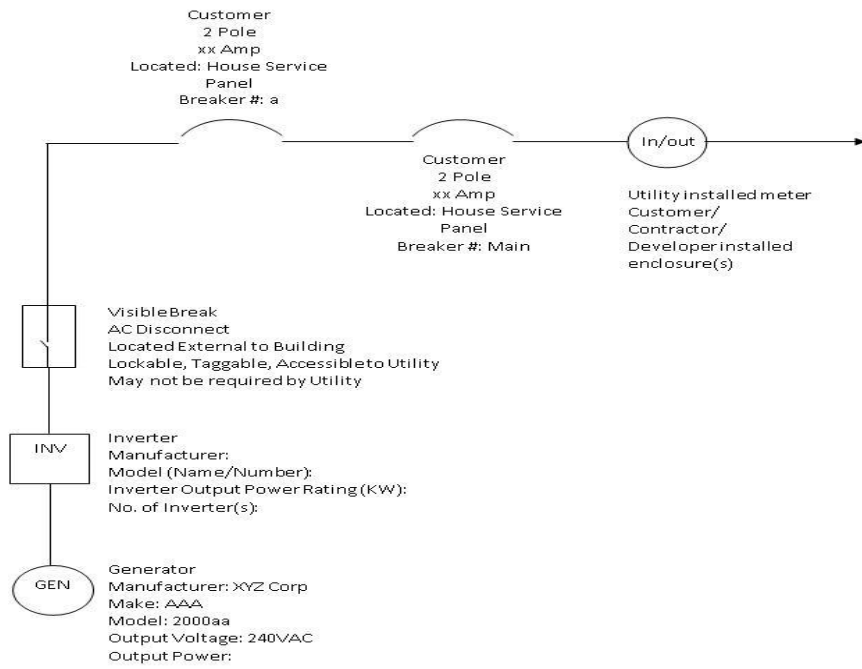 Customer
2 Pole
xx Amp
Located: House Service
Panel
Breaker #: a
In/out
Customer
2 Pole
xx Amp
Located: House Service
Panel
Breaker #: Main
Utility installed meter
Customer/
Contractor/
Developer installed
enclosure(s)
Visible Break
AC Disconnect
Located External to Building
Lockable, Taggable, Accessible to Utility
May not be required by Utility
INV
Inverter
Manufacturer:
Model (Name/Number):
Inverter Output Power Rating (KW):
No. of Inverter(s):
GEN
Generator
Manufacturer: XYZ Corp
Make: AAA
Model: 2000aa
Output Voltage: 240VAC
Output Power: